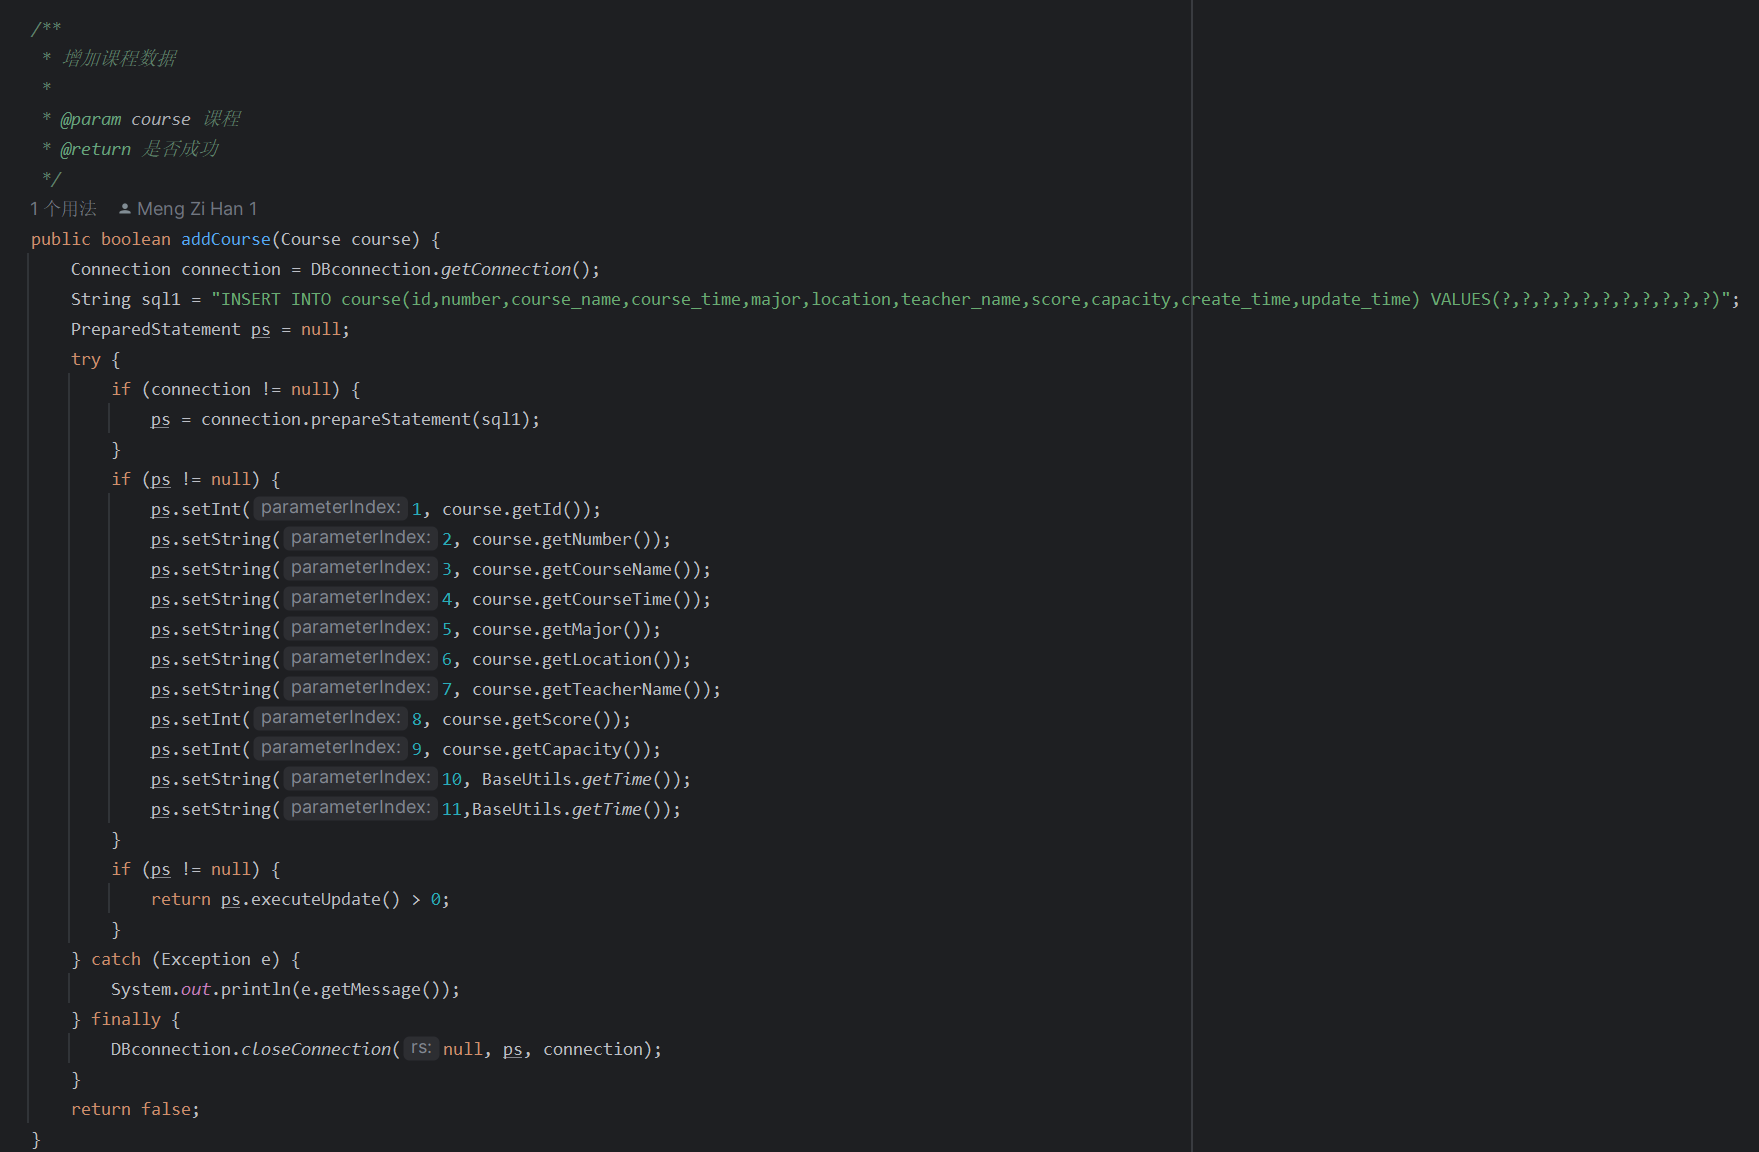 /**
* 增加课程数据
*
* @param course 课程
* @return 是否成功
*/
1 个用法 Meng Zi Han 1
public boolean addCourse(Course course) {
Connection connection = DBconnection.getConnection();
String sql1 = "INSERT INTO course(id,number,course_name,course_time,major,location,teacher_name,score,capacity,create_time,update_time) VALUES(?,?,?,?,?,?,?,?,?,?,?)";
PreparedStatement ps = null;
try {
if (connection != null) {
ps = connection.prepareStatement(sql1);
}
if (ps != null) {
ps.setInt( parameterIndex: 1, course.getId());
ps.setString( parameterIndex: 2, course.getNumber());
ps.setString( parameterIndex: 3, course.getCourseName());
ps.setString( parameterIndex: 4, course.getCourseTime());
ps.setString( parameterIndex: 5, course.getMajor());
ps.setString( parameterIndex: 6, course.getLocation());
ps.setString( parameterIndex: 7, course.getTeacherName());
ps.setInt( parameterIndex: 8, course.getScore());
ps.setInt( parameterIndex: 9, course.getCapacity());
ps.setString( parameterIndex: 10, BaseUtils.getTime());
ps.setString( parameterIndex: 11,BaseUtils.getTime());
}
if (ps != null) {
return ps.executeUpdate() > 0;
}
} catch (Exception e) {
System.out.println(e.getMessage());
} finally {
DBconnection.closeConnection( rs: null, ps, connection);
}
return false;
}